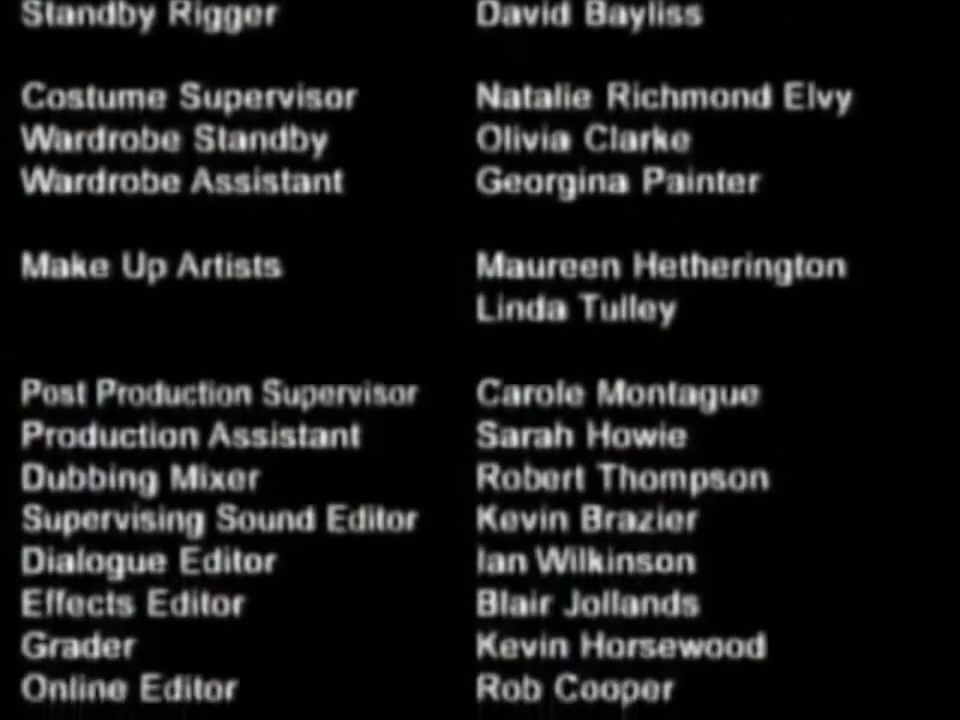 Standby Rigger David Bayliss
Costume Supervisor Natalie Richmond Elvy
Wardrobe Standby Olivia Clarke
Wardrobe Assistant Georgina Painter
Make Up Artists Maureen Hetherington
Linda Tulley
Post Production Supervisor Carole Montague
Production Assistant Sarah Howie
Dubbing Mixer Robert Thompson
Supervising Sound Editor Kevin Brazier
Dialogue Editor Ian Wilkinson
Effects Editor Blair Jollands
Grader Kevin Horsewood
Online Editor Rob Cooper